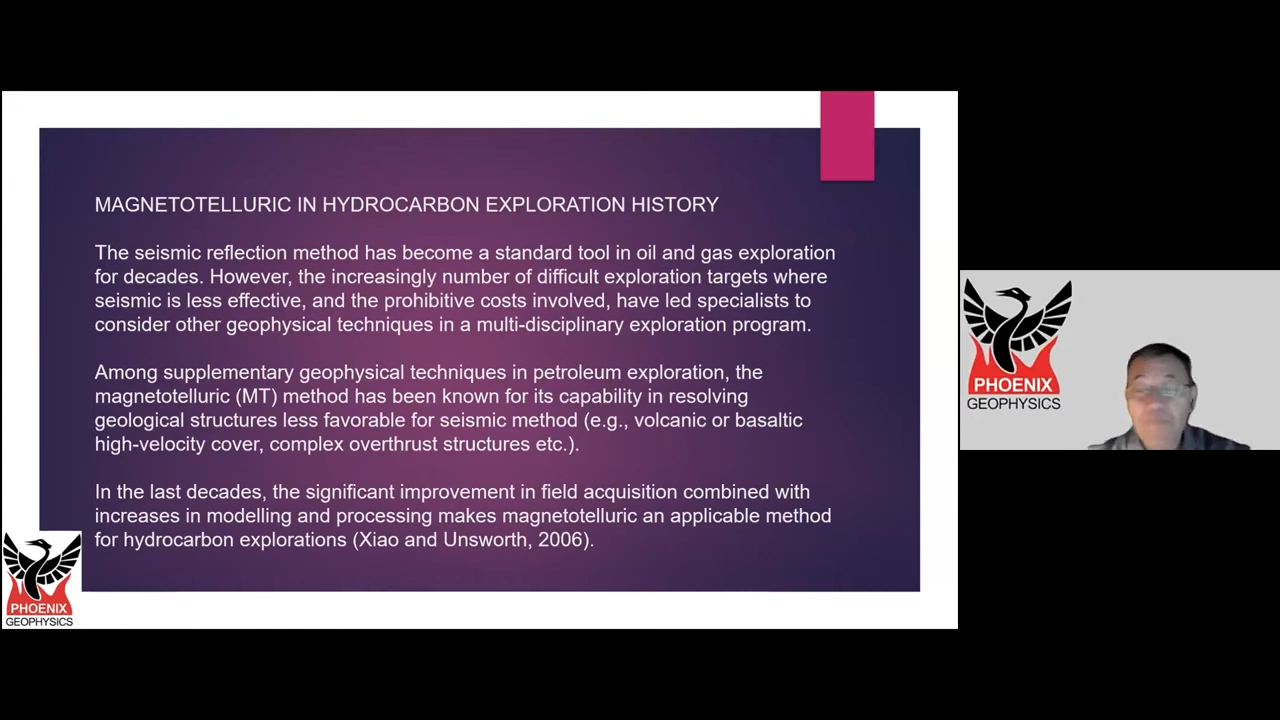 MAGNETOTELLURIC IN HYDROCARBON EXPLORATION HISTORY
The seismic reflection method has become a standard tool in oil and gas exploration
for decades. However, the increasingly number of difficult exploration targets where
seismic is less effective, and the prohibitive costs involved, have led specialists to
consider other geophysical techniques in a multi-disciplinary exploration program.
Among supplementary geophysical techniques in petroleum exploration, the
magnetotelluric (MT) method has been known for its capability in resolving
geological structures less favorable for seismic method (e.g., volcanic or basaltic
high-velocity cover, complex overthrust structures etc.).
In the last decades, the significant improvement in field acquisition combined with
increases in modelling and processing makes magnetotelluric an applicable method
for hydrocarbon explorations (Xiao and Unsworth, 2006).
PHOENIX
GEOPHYSICS
PHOENIX
GEOPHYSICS